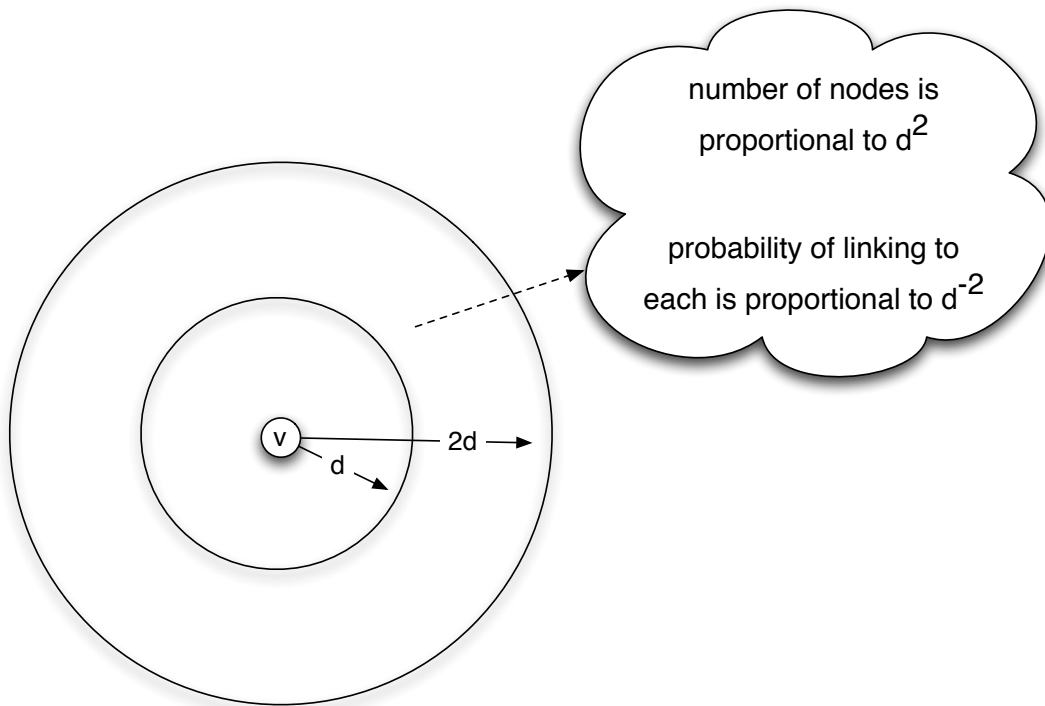 number of nodes is
proportional to d²
probability of linking to
each is proportional to d⁻²
v
2d
d